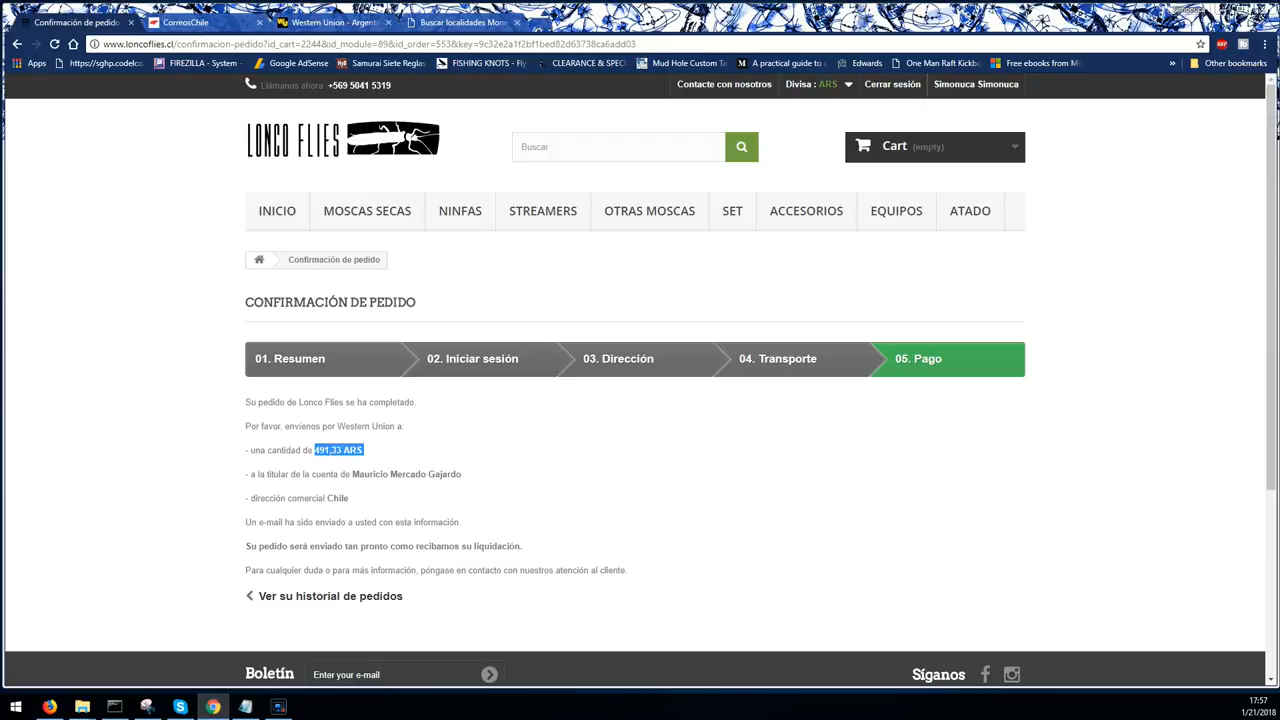 Confirmación de pedido
CorreosChile
Western Union - Argent
Buscar localidades Mon
www.loncoflies.cl/confirmacion-pedido?id_cart=2244&id_module=89&id_order=553&key=9c32e2a1f2bf1bed82d63738ca6add03
Apps
https://sghp.codelco
FIREZILLA - System
Google AdSense
Samurai Siete Reglas
FISHING KNOTS - Fly
CLEARANCE & SPEC
Mud Hole Custom Ta
A practical guide to
Edwards
One Man Raft Kickb
Free ebooks from Mi
»
Other bookmarks
Llámanos ahora +569 5041 5319
Contacte con nosotros
Divisa : ARS
Cerrar sesión
Simonuca Simonuca
LONCO FLIES
Buscar
Cart (empty)
INICIO
MOSCAS SECAS
NINFAS
STREAMERS
OTRAS MOSCAS
SET
ACCESORIOS
EQUIPOS
ATADO
Confirmación de pedido
CONFIRMACIÓN DE PEDIDO
01. Resumen
02. Iniciar sesión
03. Dirección
04. Transporte
05. Pago
Su pedido de Lonco Flies se ha completado.
Por favor, envíenos por Western Union a:
- una cantidad de 491,33 ARS
- a la titular de la cuenta de Mauricio Mercado Gajardo
- dirección comercial Chile
Un e-mail ha sido enviado a usted con esta información.
Su pedido será enviado tan pronto como recibamos su liquidación.
Para cualquier duda o para más información, póngase en contacto con nuestros atención al cliente.
Ver su historial de pedidos
Boletín
Enter your e-mail
Síganos
17:57
1/21/2018